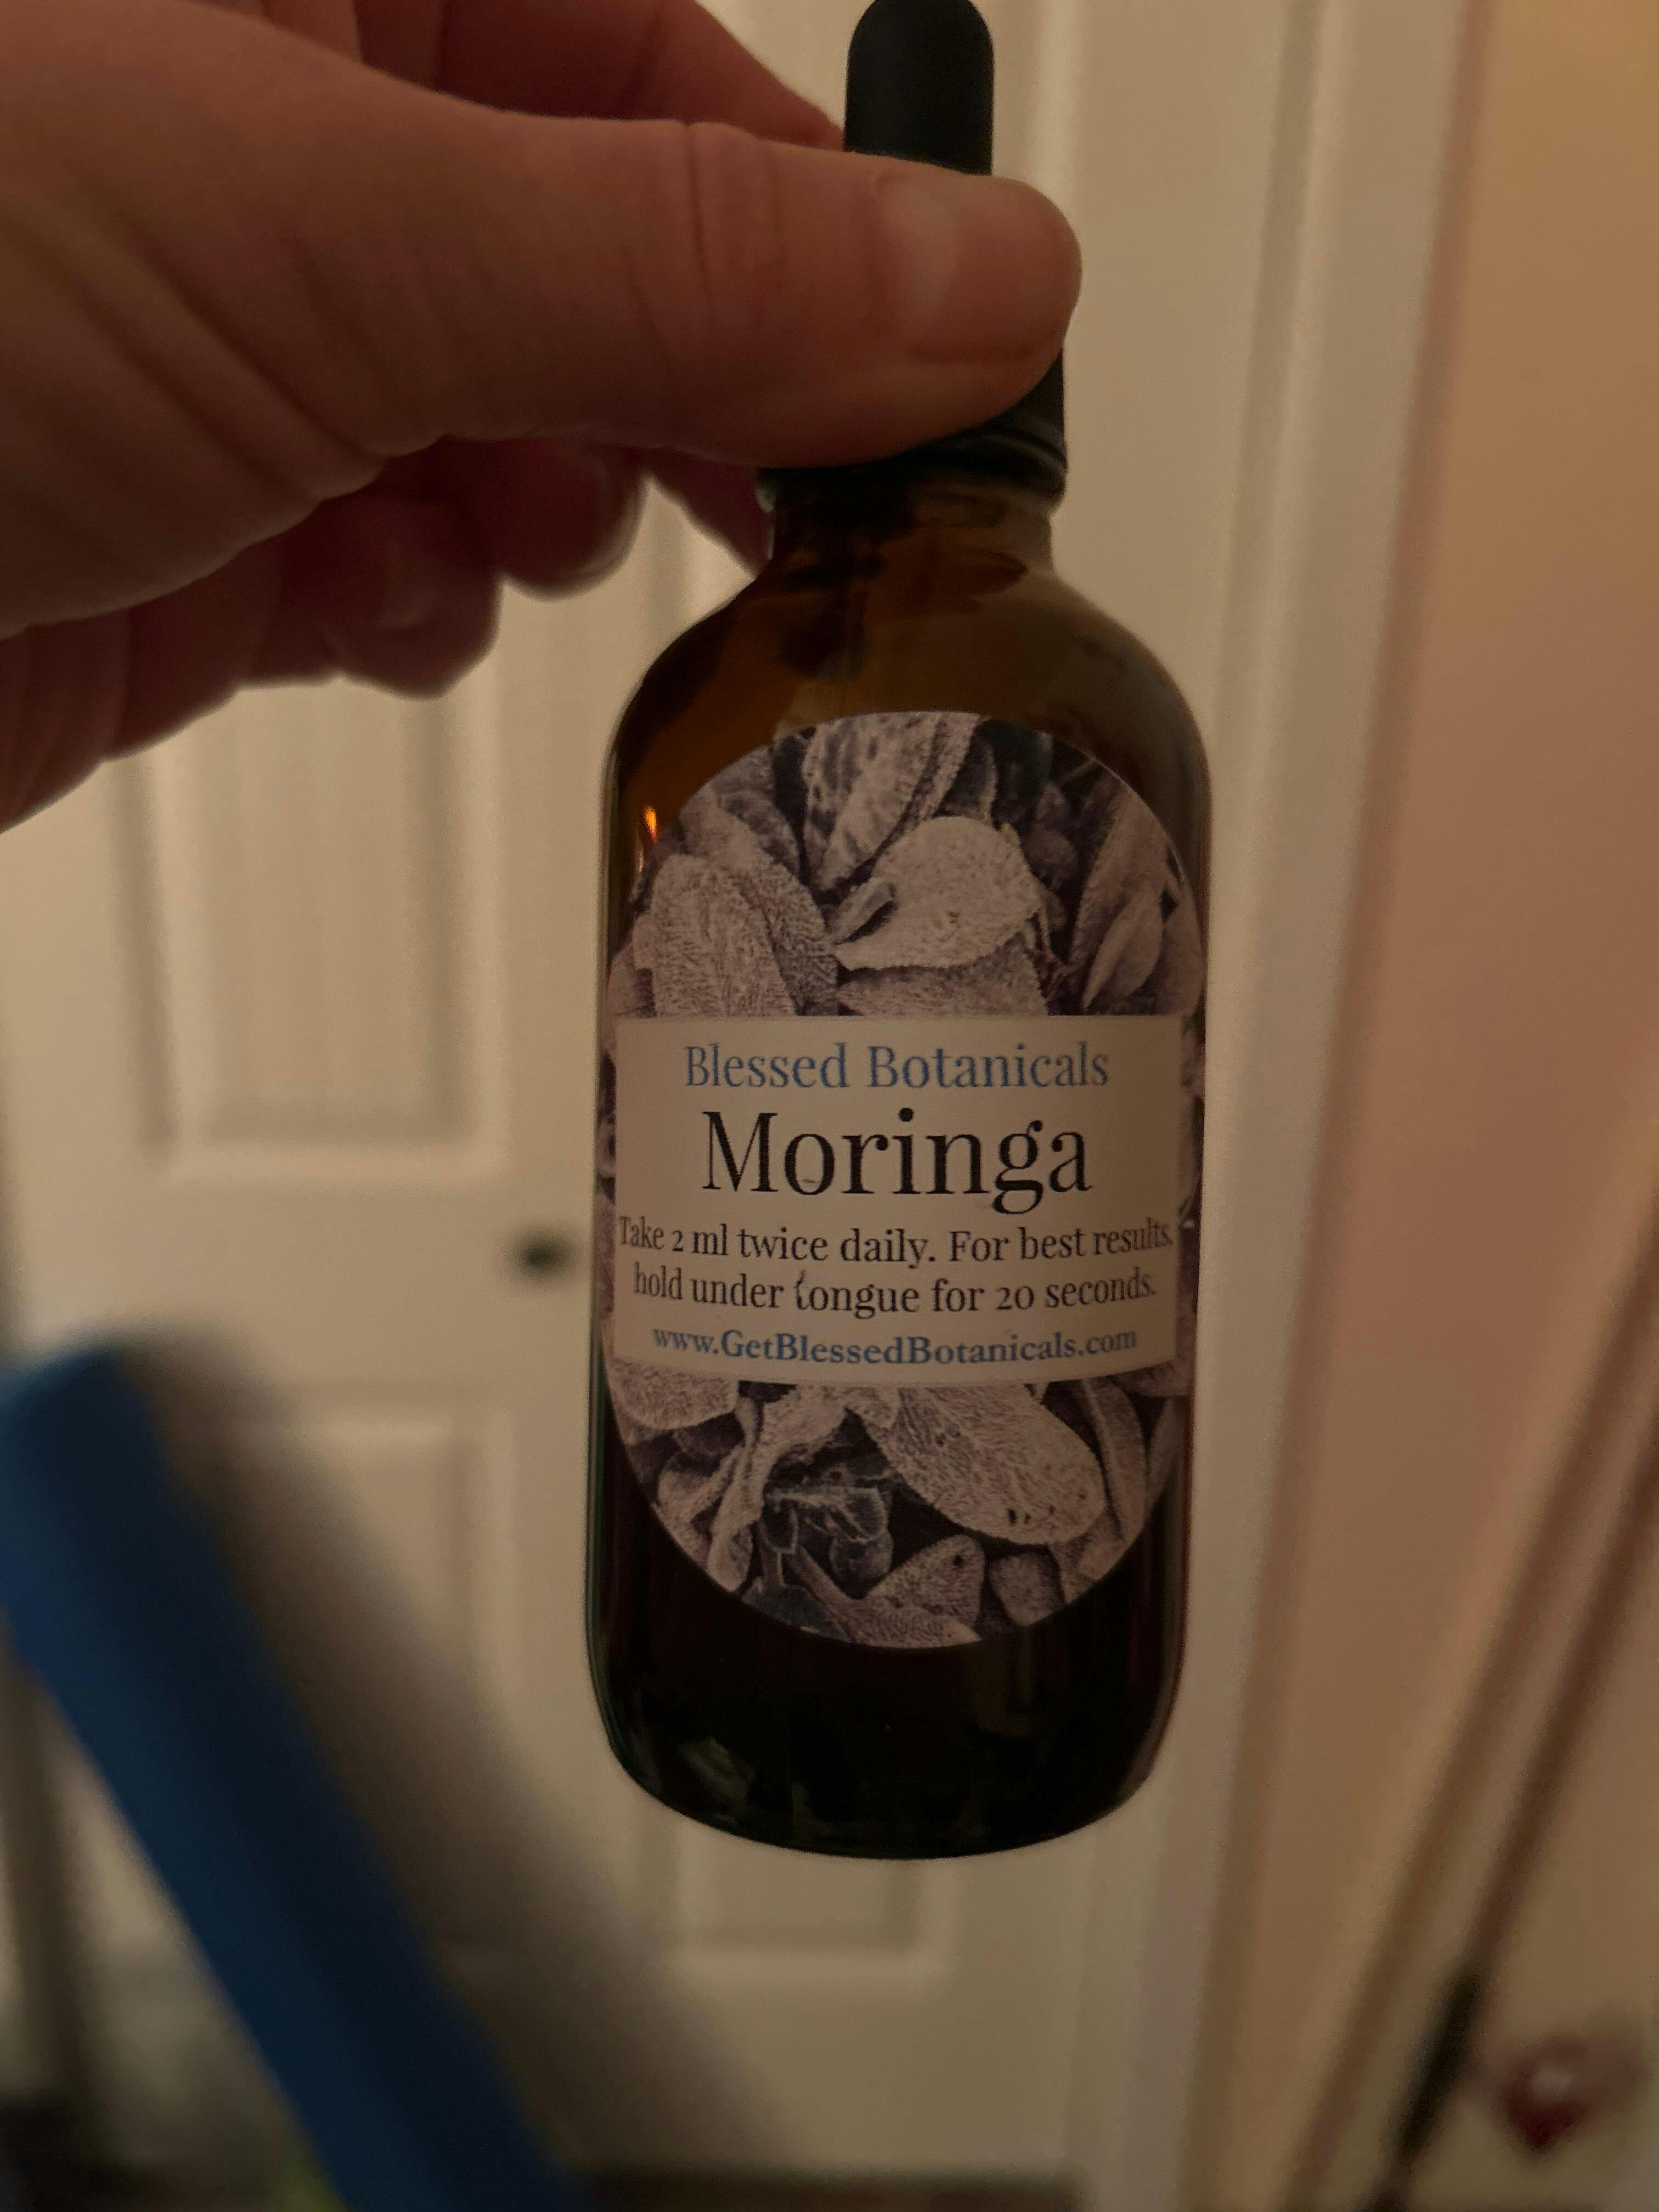 Blessed Botanicals
Moringa
Take 2 ml twice daily. For best results,
hold under tongue for 20 seconds.
www.GetBlessedBotanicals.com